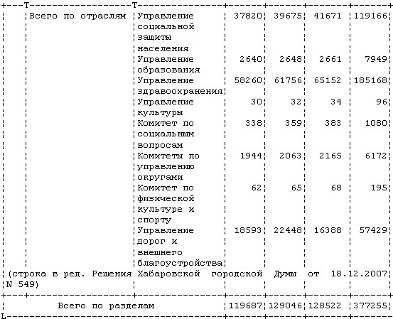 Всего по отраслям Управление 37820 39675 41671 119166
социальной
защиты
населения
Управление 2640 2648 2661 7949
образования
Управление 58260 61756 65152 185168
здравоохранения
Управление 30 32 34 96
культуры
Комитет по 338 359 383 1080
социальным
вопросам
Комитеты по 1944 2063 2165 6172
управлению
округами
Комитет по 62 65 68 195
физической
культуре и
спорту
Управление 18593 22448 16388 57429
дорог и
внешнего
благоустройства
(строка в ред. Решения Хабаровской городской Думы от 18.12.2007
N 549)
Всего по разделам 119687 129046 128522 377255